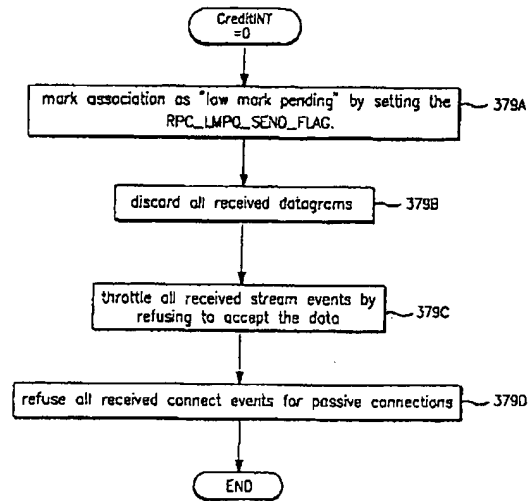 CreditINT
=0
mark association as "low mark pending" by setting the
RPC_LMPQ_SEND_FLAG.
379A
discard all received datagrams
379B
throttle all received stream events by
refusing to accept the data
379C
refuse all received connect events for passive connections
379D
END